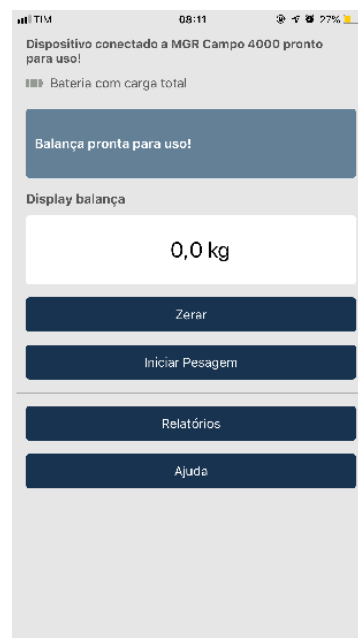 TIM 08:11 27%
Dispositivo conectado a MGR Campo 4000 pronto
para uso!
Bateria com carga total
Balança pronta para uso!
Display balança
0,0 kg
Zerar
Iniciar Pesagem
Relatórios
Ajuda